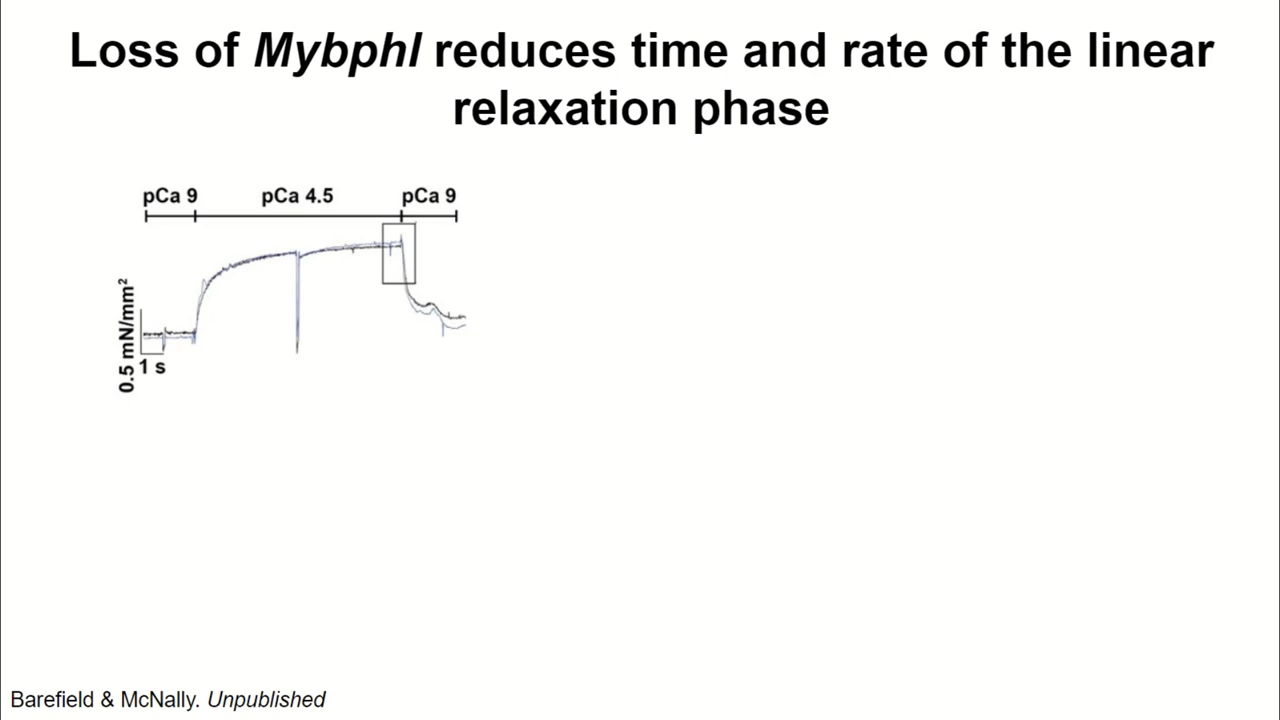 Loss of Mybphl reduces time and rate of the linear
relaxation phase
pCa 9 pCa 4.5 pCa 9
0.5 mN/mm²
1 s
Barefield & McNally. Unpublished